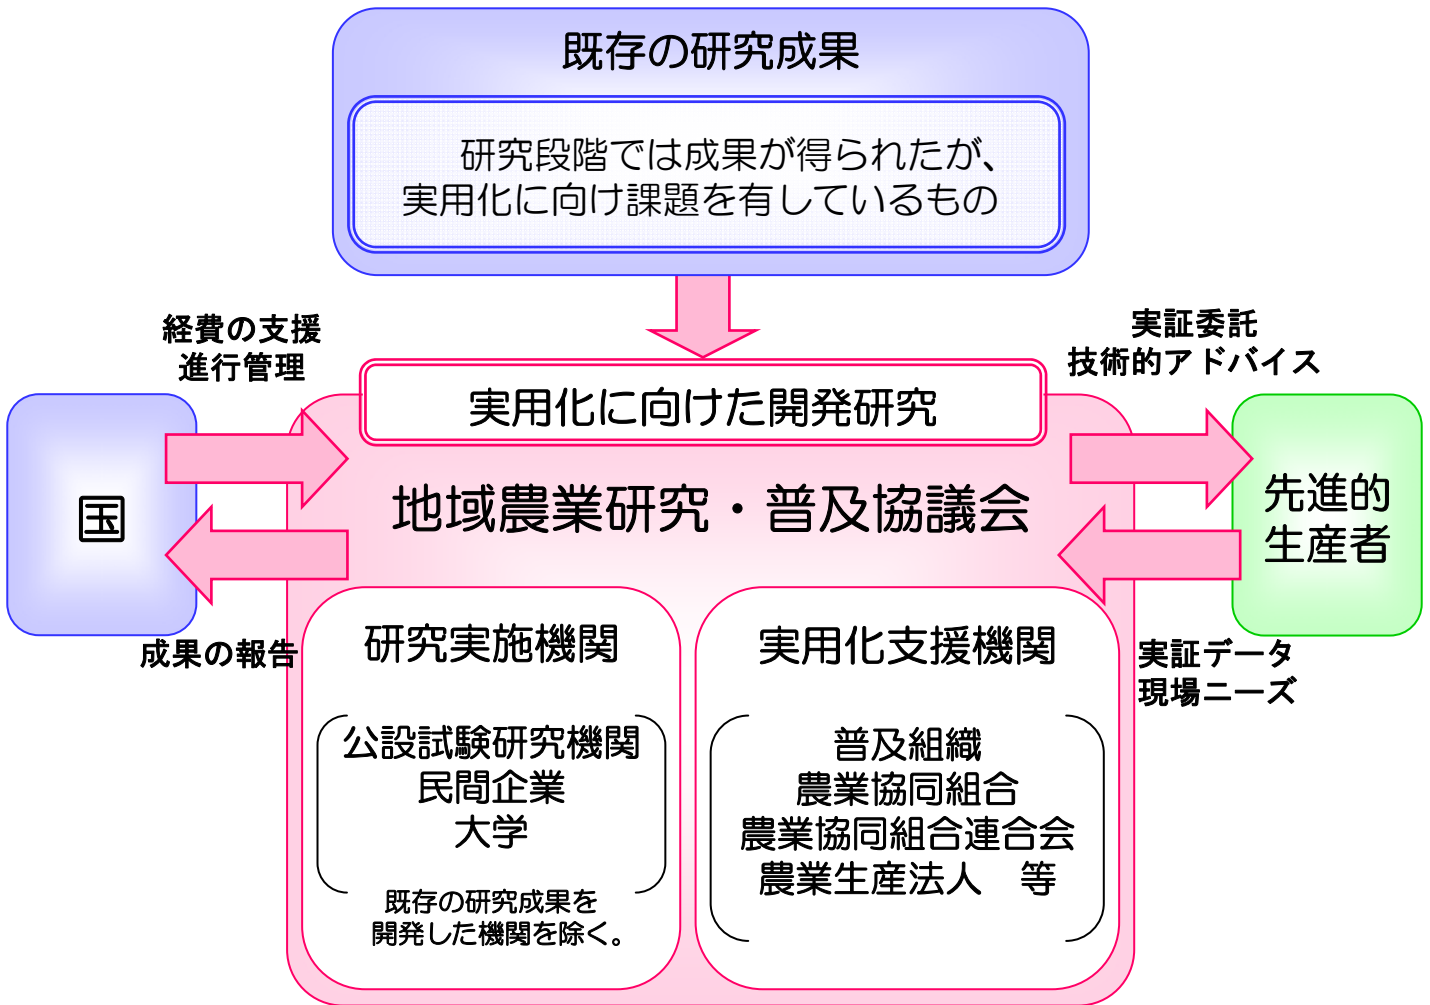 既存の研究成果
研究段階では成果が得られたが、
実用化に向け課題を有しているもの
経費の支援
進行管理
実証委託
技術的アドバイス
実用化に向けた開発研究
地域農業研究・普及協議会
国
先進的
生産者
成果の報告
実証データ
現場ニーズ
研究実施機関
公設試験研究機関
民間企業
大学
既存の研究成果を
開発した機関を除く。
実用化支援機関
普及組織
農業協同組合
農業協同組合連合会
農業生産法人　等